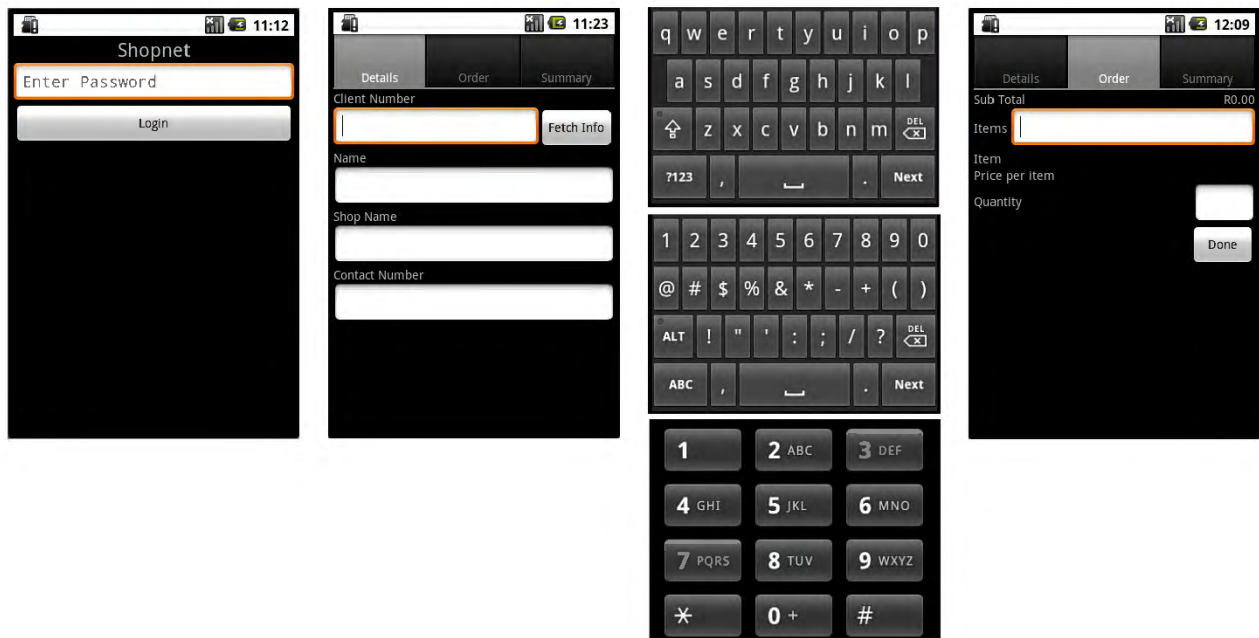 11:12
Shopnet
Enter Password
Login
11:23
Details Order Summary
Client Number
Fetch Info
Name
Shop Name
Contact Number
q w e r t y u i o p
a s d f g h j k l
z x c v b n m DEL
?123 , . Next
1 2 3 4 5 6 7 8 9 0
@ # $ % & * - + ( )
ALT ! " ' : ; / ? DEL
ABC , . Next
1 2 ABC 3 DEF
4 GHI 5 JKL 6 MNO
7 PQRS 8 TUV 9 WXYZ
* 0 + #
12:09
Details Order Summary
Sub Total R0.00
Items
Item
Price per item
Quantity
Done